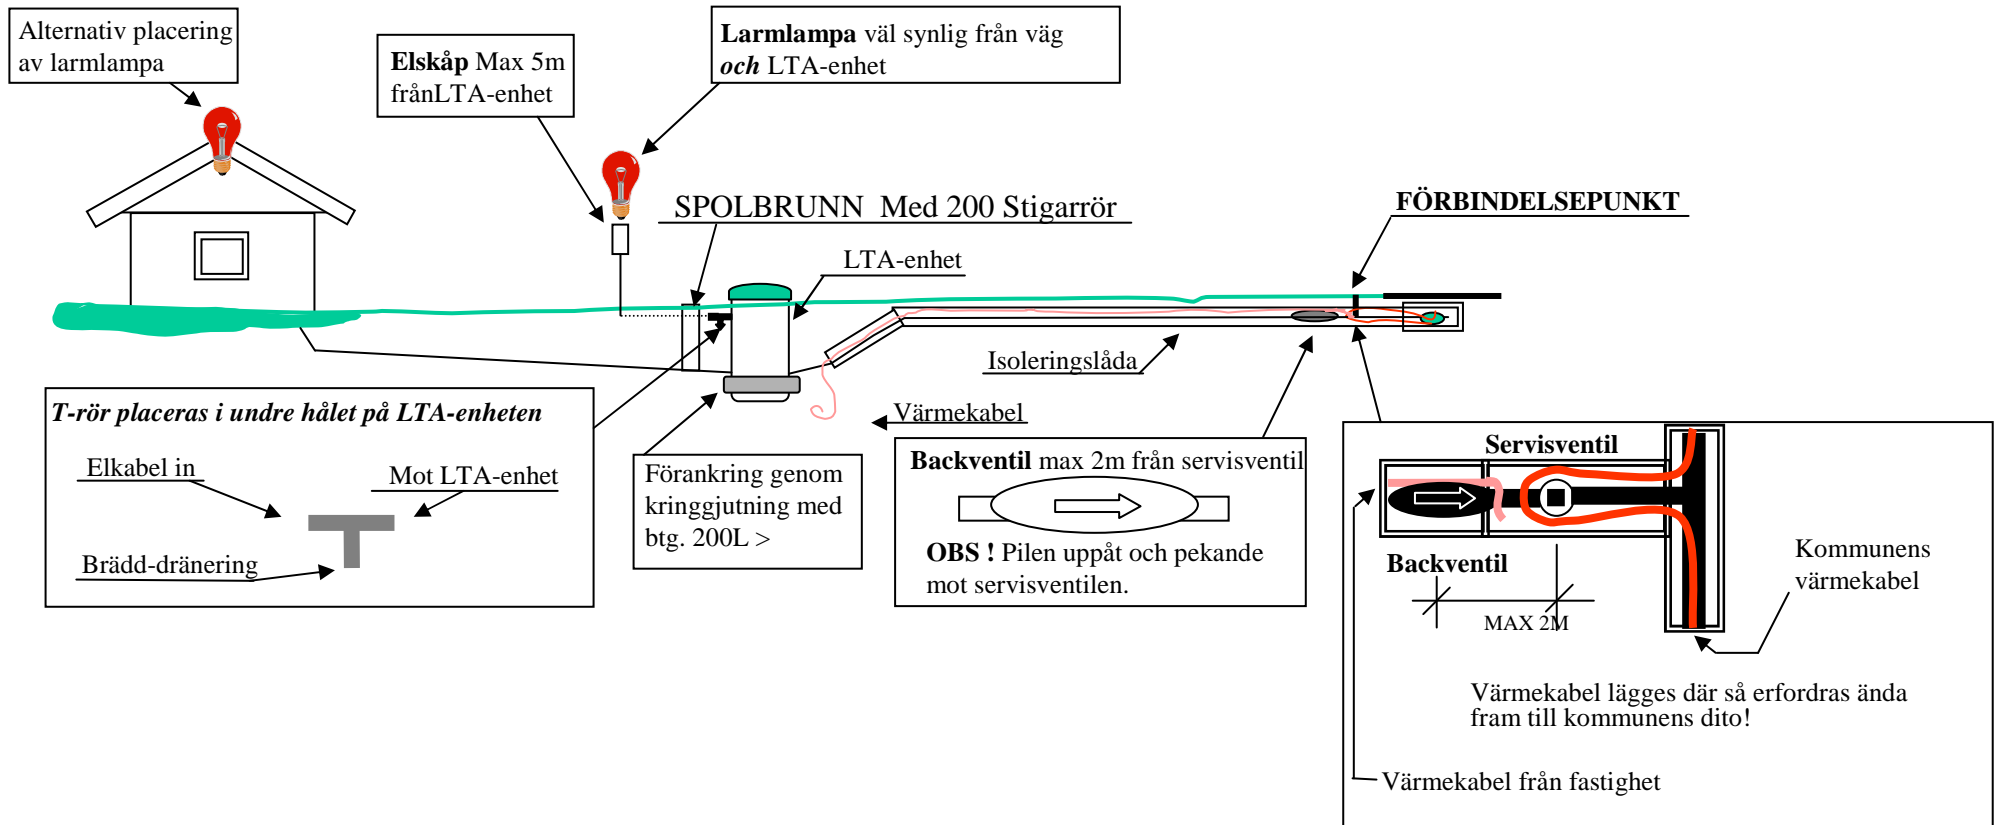 Alternativ placering
av larmlampa
Elskåp Max 5m
frånLTA-enhet
Larmlampa väl synlig från väg
och LTA-enhet
SPOLBRUNN Med 200 Stigarrör
FÖRBINDELSEPUNKT
LTA-enhet
Isoleringslåda
Värmekabel
T-rör placeras i undre hålet på LTA-enheten
Elkabel in
Mot LTA-enhet
Brädd-dränering
Förankring genom
kringgjutning med
btg. 200L >
Backventil max 2m från servisventil
OBS ! Pilen uppåt och pekande
mot servisventilen.
Servisventil
Backventil
MAX 2M
Kommunens
värmekabel
Värmekabel lägges där så erfordras ända
fram till kommunens dito!
Värmekabel från fastighet